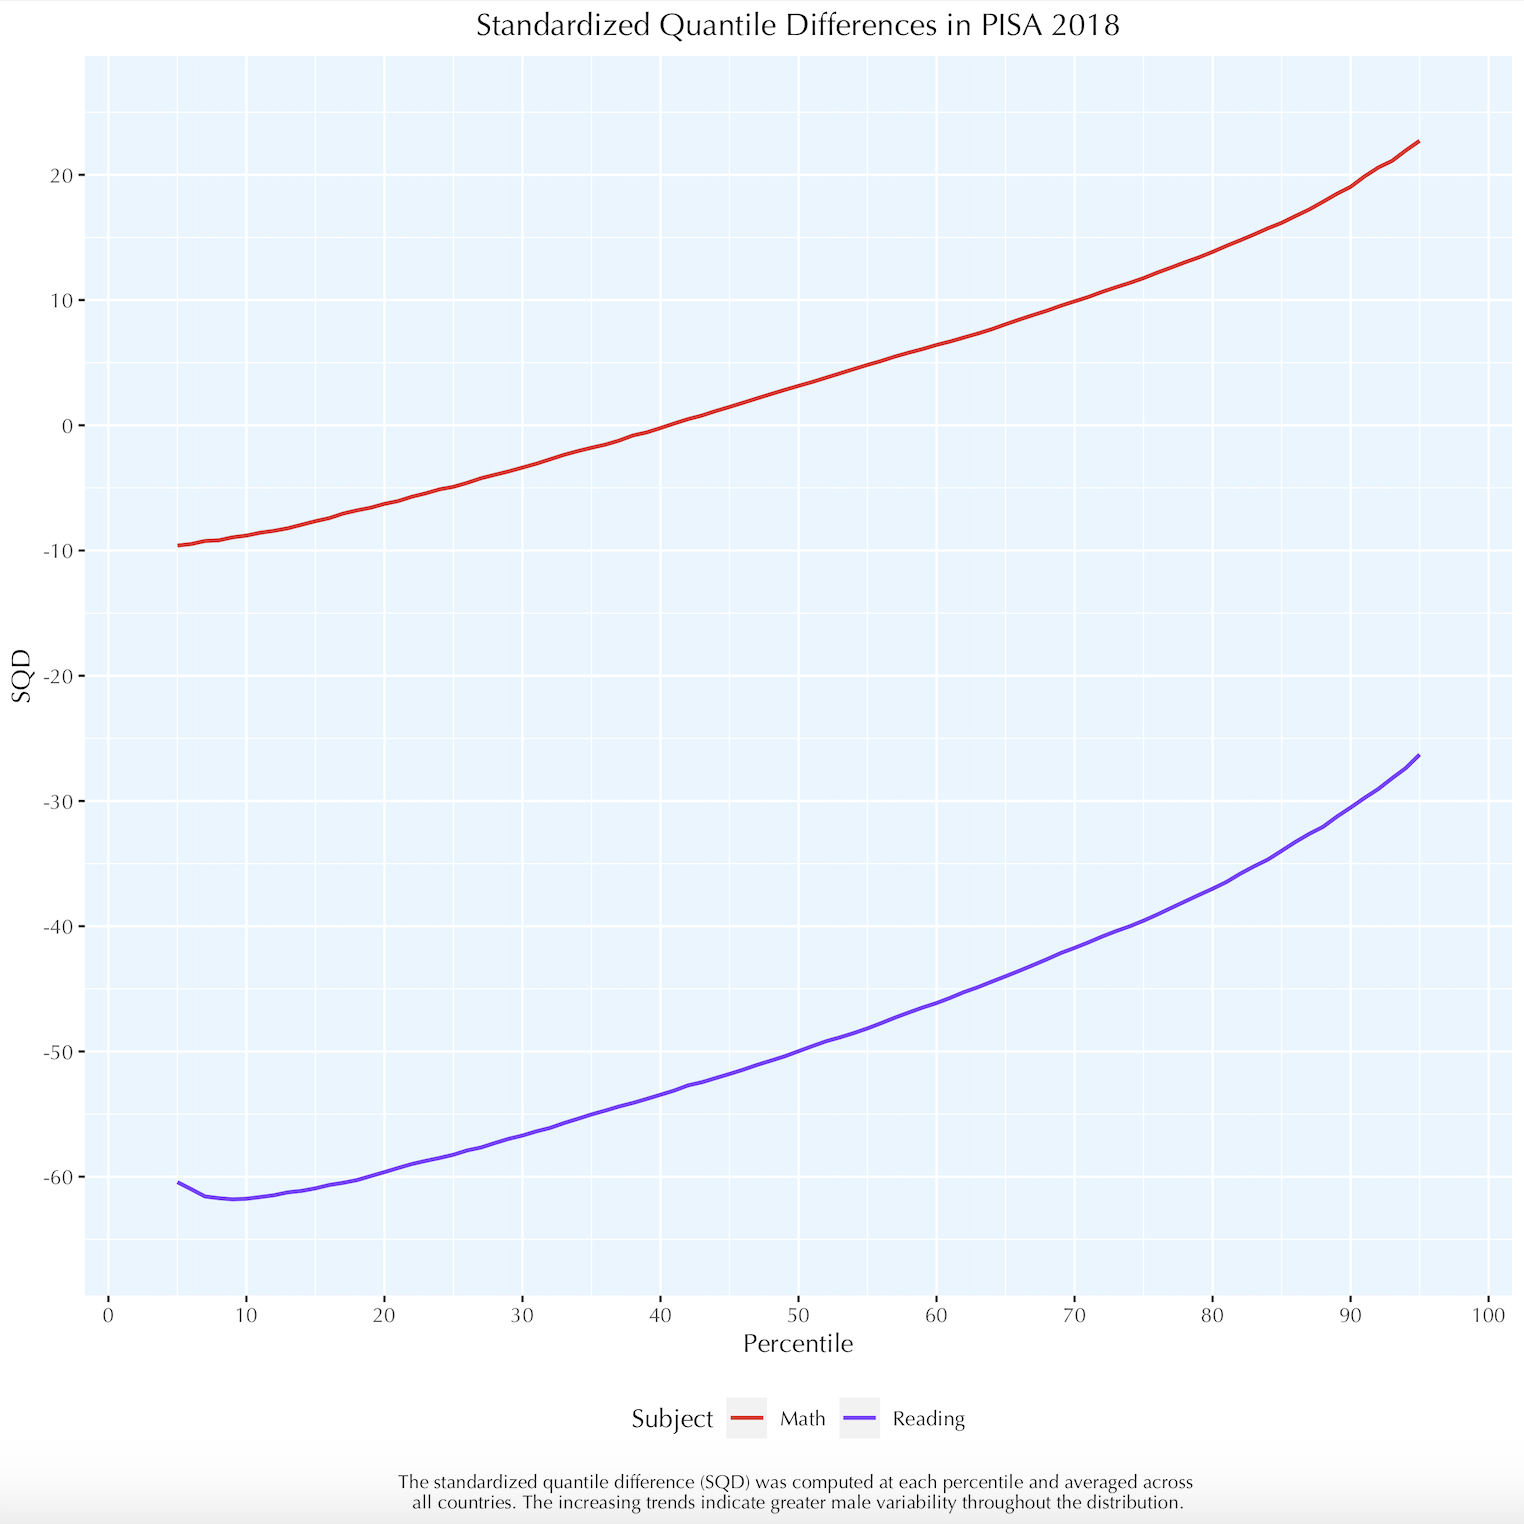 Standardized Quantile Differences in PISA 2018
20
10
0
-10
-20
-30
-40
-50
-60
SQD
0 10 20 30 40 50 60 70 80 90 100
Percentile
Subject Math Reading
The standardized quantile difference (SQD) was computed at each percentile and averaged across
all countries. The increasing trends indicate greater male variability throughout the distribution.